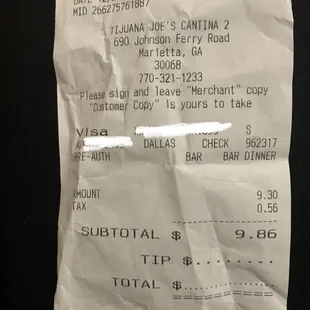 MID 266275761887
TIJUANA JOE'S CANTINA 2
690 Johnson Ferry Road
Marietta, GA
30068
770-321-1233
Please sign and leave "Merchant" copy
"Customer Copy" is yours to take
Visa S
DALLAS CHECK 962317
PRE-AUTH BAR BAR DINNER
AMOUNT 9.30
TAX 0.56
SUBTOTAL $ 9.86
TIP $........
TOTAL $........